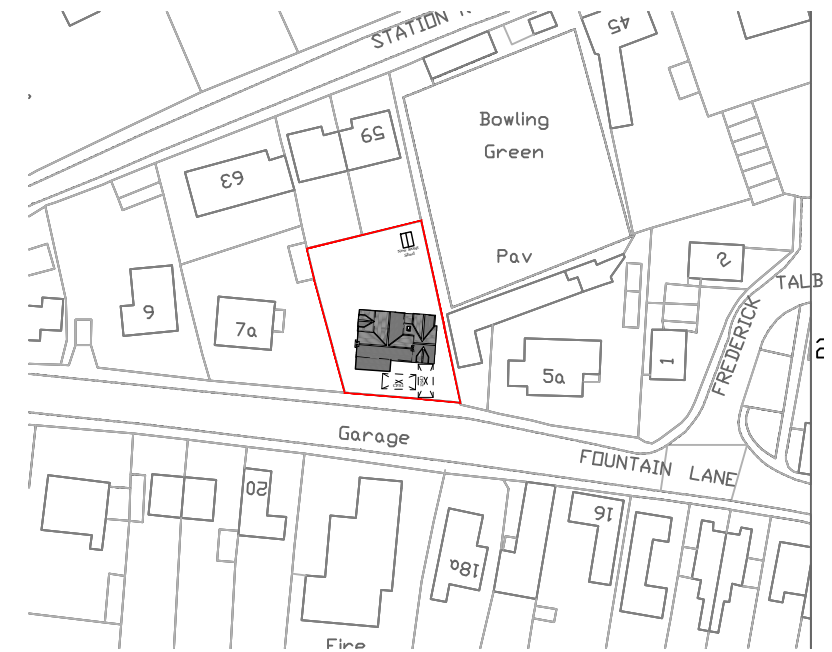 STATION
45
Bowling
Green
59
63
Pav
2
TALB
9
7a
FREDERICK
5a
1
Garage
FOUNTAIN LANE
20
16
18a
Fire